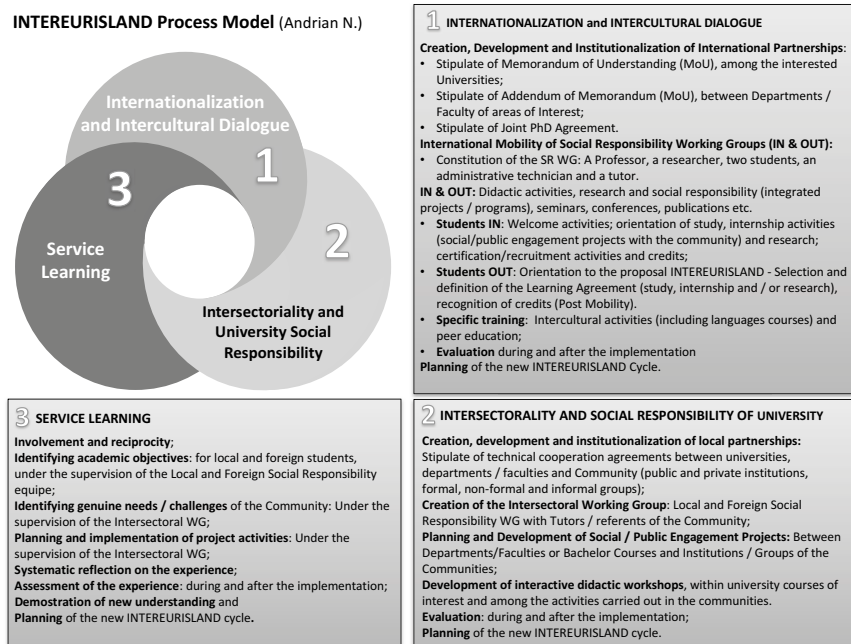 INTEREURISLAND Process Model (Andrian N.)
Internationalization
and Intercultural Dialogue
1
3
2
Service
Learning
Intersectoriality and
University Social
Responsibility
1 INTERNATIONALIZATION and INTERCULTURAL DIALOGUE
Creation, Development and Institutionalization of International Partnerships:
• Stipulate of Memorandum of Understanding (MoU), among the interested
Universities;
• Stipulate of Addendum of Memorandum (MoU), between Departments /
Faculty of areas of Interest;
• Stipulate of Joint PhD Agreement.
International Mobility of Social Responsibility Working Groups (IN & OUT):
• Constitution of the SR WG: A Professor, a researcher, two students, an
administrative technician and a tutor.
IN & OUT: Didactic activities, research and social responsibility (integrated
projects / programs), seminars, conferences, publications etc.
• Students IN: Welcome activities; orientation of study, internship activities
(social/public engagement projects with the community) and research;
certification/recruitment activities and credits;
• Students OUT: Orientation to the proposal INTEREURISLAND - Selection and
definition of the Learning Agreement (study, internship and / or research),
recognition of credits (Post Mobility).
• Specific training: Intercultural activities (including languages courses) and
peer education;
• Evaluation during and after the implementation
Planning of the new INTEREURISLAND Cycle.
3 SERVICE LEARNING
Involvement and reciprocity;
Identifying academic objectives: for local and foreign students,
under the supervision of the Local and Foreign Social Responsibility
equipe;
Identifying genuine needs / challenges of the Community: Under the
supervision of the Intersectoral WG;
Planning and implementation of project activities: Under the
supervision of the Intersectoral WG;
Systematic reflection on the experience;
Assessment of the experience: during and after the implementation;
Demostration of new understanding and
Planning of the new INTEREURISLAND cycle.
2 INTERSECTORALITY AND SOCIAL RESPONSIBILITY OF UNIVERSITY
Creation, development and institutionalization of local partnerships:
Stipulate of technical cooperation agreements between universities,
departments / faculties and Community (public and private institutions,
formal, non-formal and informal groups);
Creation of the Intersectoral Working Group: Local and Foreign Social
Responsibility WG with Tutors / referents of the Community;
Planning and Development of Social / Public Engagement Projects: Between
Departments/Faculties or Bachelor Courses and Institutions / Groups of the
Communities;
Development of interactive didactic workshops, within university courses of
interest and among the activities carried out in the communities.
Evaluation: during and after the implementation;
Planning of the new INTEREURISLAND cycle.